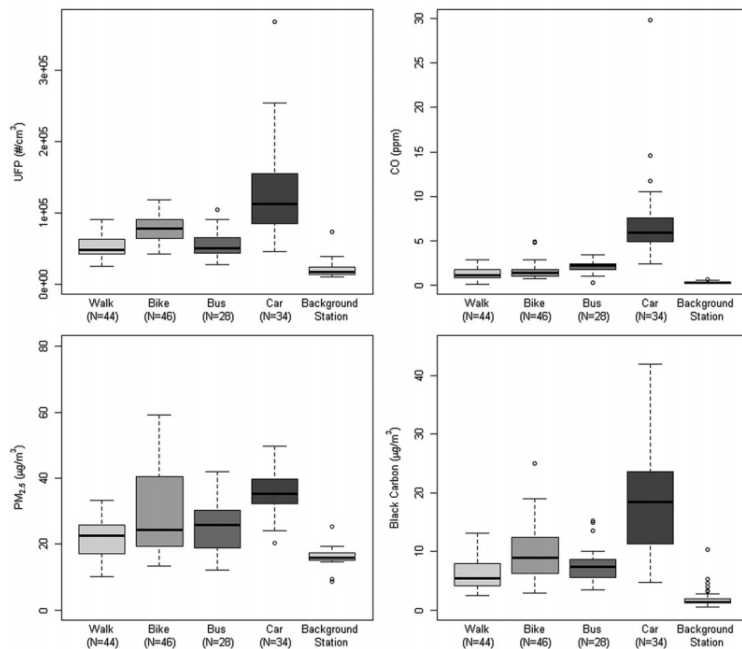 UFP (#/cm³)
3e+05
2e+05
1e+05
0e+00
Walk Bike Bus Car Background
(N=44) (N=46) (N=28) (N=34) Station
CO (ppm)
30
25
20
15
10
5
0
Walk Bike Bus Car Background
(N=44) (N=46) (N=28) (N=34) Station
PM₂.₅ (µg/m³)
80
60
40
20
0
Walk Bike Bus Car Background
(N=44) (N=46) (N=28) (N=34) Station
Black Carbon (µg/m³)
40
30
20
10
0
Walk Bike Bus Car Background
(N=44) (N=46) (N=28) (N=34) Station